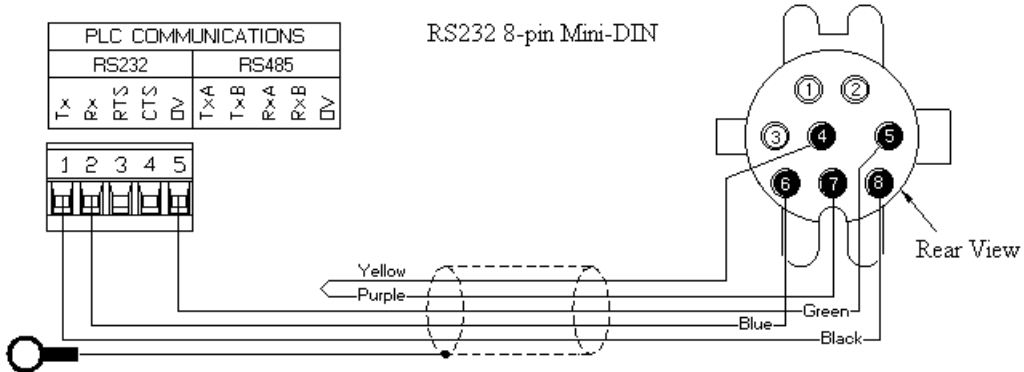 PLC COMMUNICATIONS
RS232 8-pin Mini-DIN
RS232 RS485
Tx Rx RTS CTS 0V TxA TxB RxA RxB 0V
1 2
3 4 5
1 2 3 4 5
6 7 8
Rear View
Yellow
Purple
Green
Blue
Black